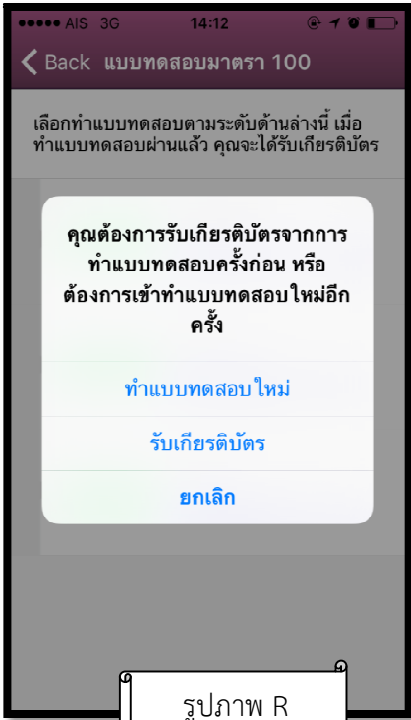 AIS 3G 14:12
Back แบบทดสอบมาตรา 100
เลือกทำแบบทดสอบตามระดับด้านล่างนี้ เมื่อ
ทำแบบทดสอบผ่านแล้ว คุณจะได้รับเกียรติบัตร
คุณต้องการรับเกียรติบัตรจากการ
ทำแบบทดสอบครั้งก่อน หรือ
ต้องการเข้าทำแบบทดสอบใหม่อีก
ครั้ง
ทำแบบทดสอบใหม่
รับเกียรติบัตร
ยกเลิก
รูปภาพ R